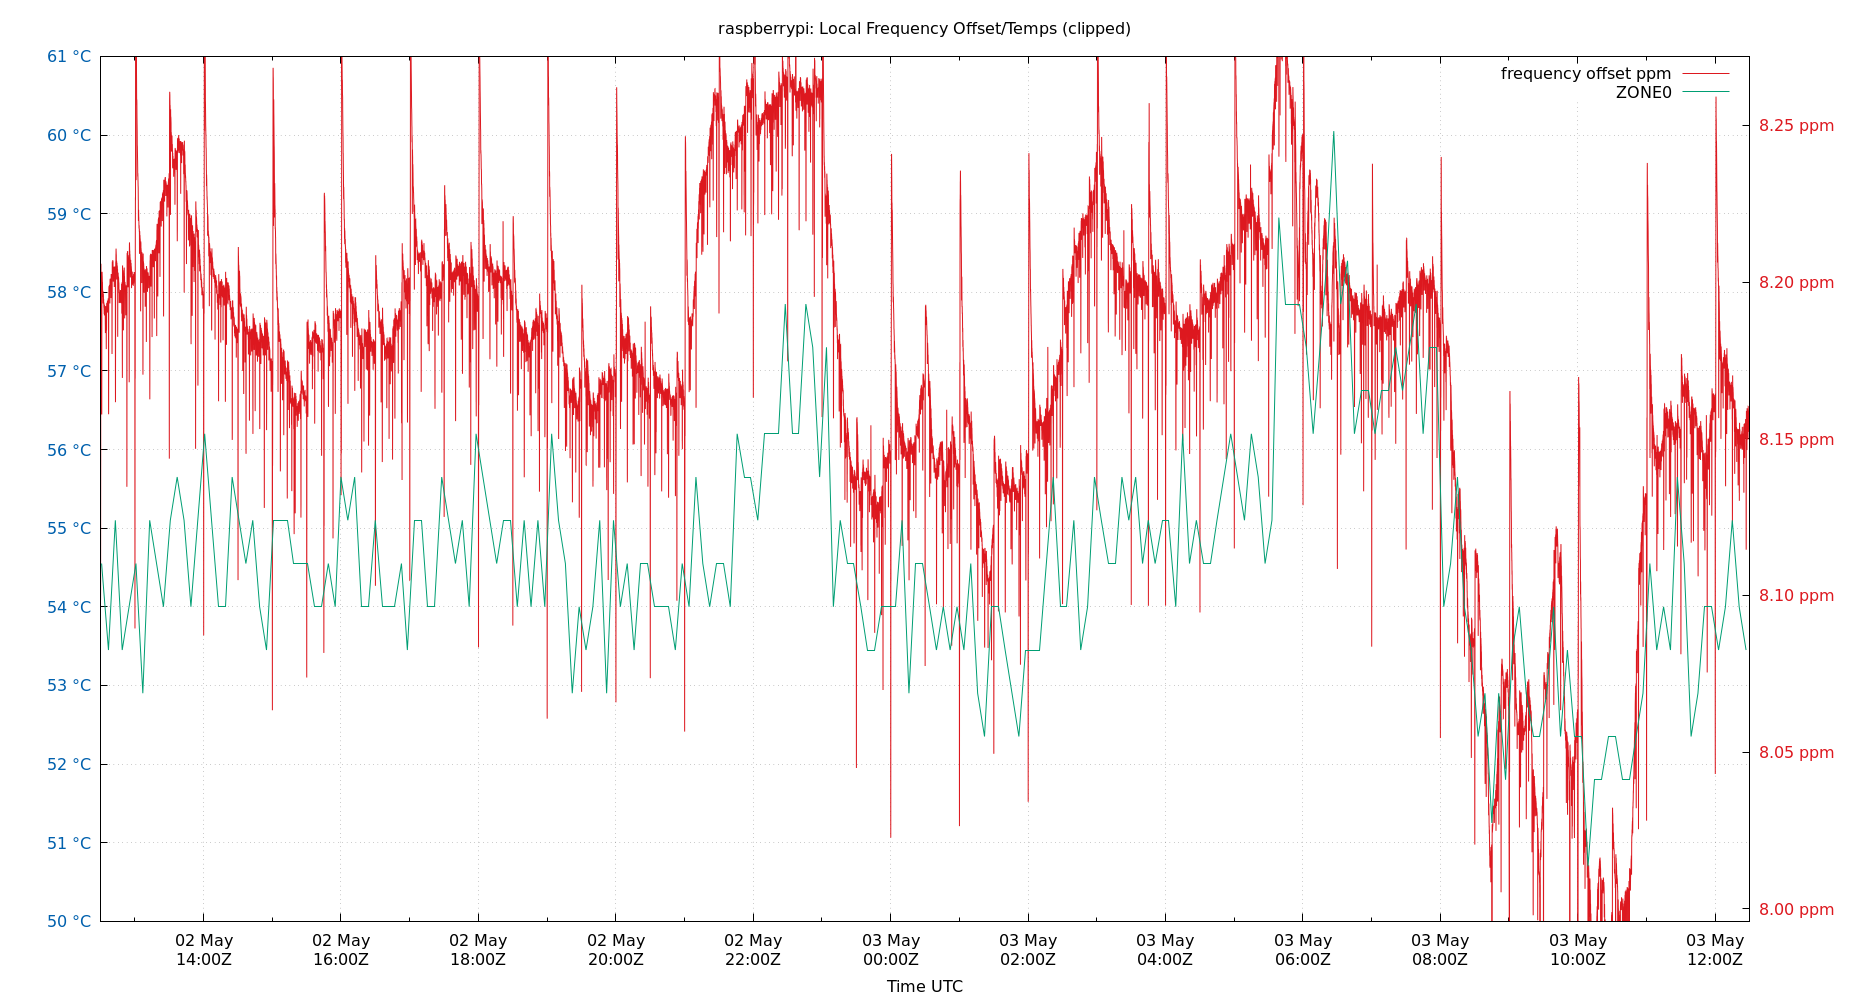 raspberrypi: Local Frequency Offset/Temps (clipped)
61 °C
60 °C
59 °C
58 °C
57 °C
56 °C
55 °C
54 °C
53 °C
52 °C
51 °C
50 °C
frequency offset ppm
ZONE0
8.25 ppm
8.20 ppm
8.15 ppm
8.10 ppm
8.05 ppm
8.00 ppm
02 May 02 May 02 May 02 May 02 May 03 May 03 May 03 May 03 May 03 May 03 May 03 May
14:00Z 16:00Z 18:00Z 20:00Z 22:00Z 00:00Z 02:00Z 04:00Z 06:00Z 08:00Z 10:00Z 12:00Z
Time UTC